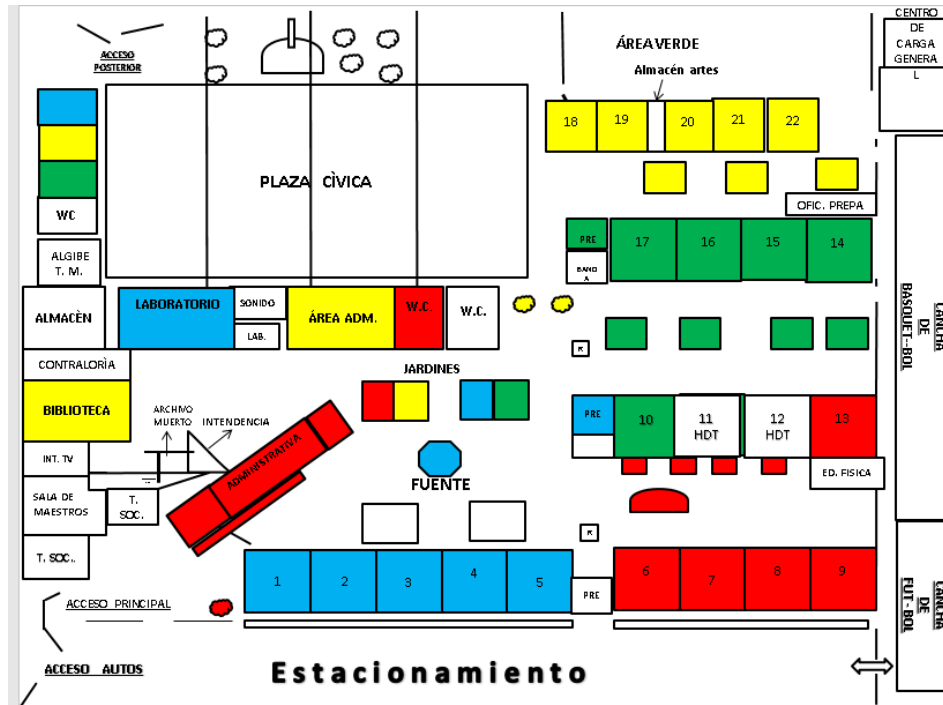 CENTRO
DE
CARGA
GENERA
L
ACCESO
POSTERIOR
ÁREA VERDE
Almacén artes
18
19
20
21
22
PLAZA CÌVICA
WC
OFIC. PREPA
ALGIBE
T. M.
PRE
BAND
A
17
16
15
14
ALMACÈN
LABORATORIO
SONIDO
LAB.
ÁREA ADM.
W.C.
W.C.
CANCHA
DE
BASQUET--BOL
R
CONTRALORÌA
JARDINES
BIBLIOTECA
ARCHIVO
MUERTO
INTENDENCIA
PRE
10
11
HDT
12
HDT
13
ADMINISTRATIVA
INT. TV
FUENTE
ED. FISICA
SALA DE
MAESTROS
T.
SOC.
R
T. SOC..
1
2
3
4
5
PRE
6
7
8
9
CANCHA
DE
FUT-BOL
ACCESO PRINCIPAL
ACCESO AUTOS
Estacionamiento